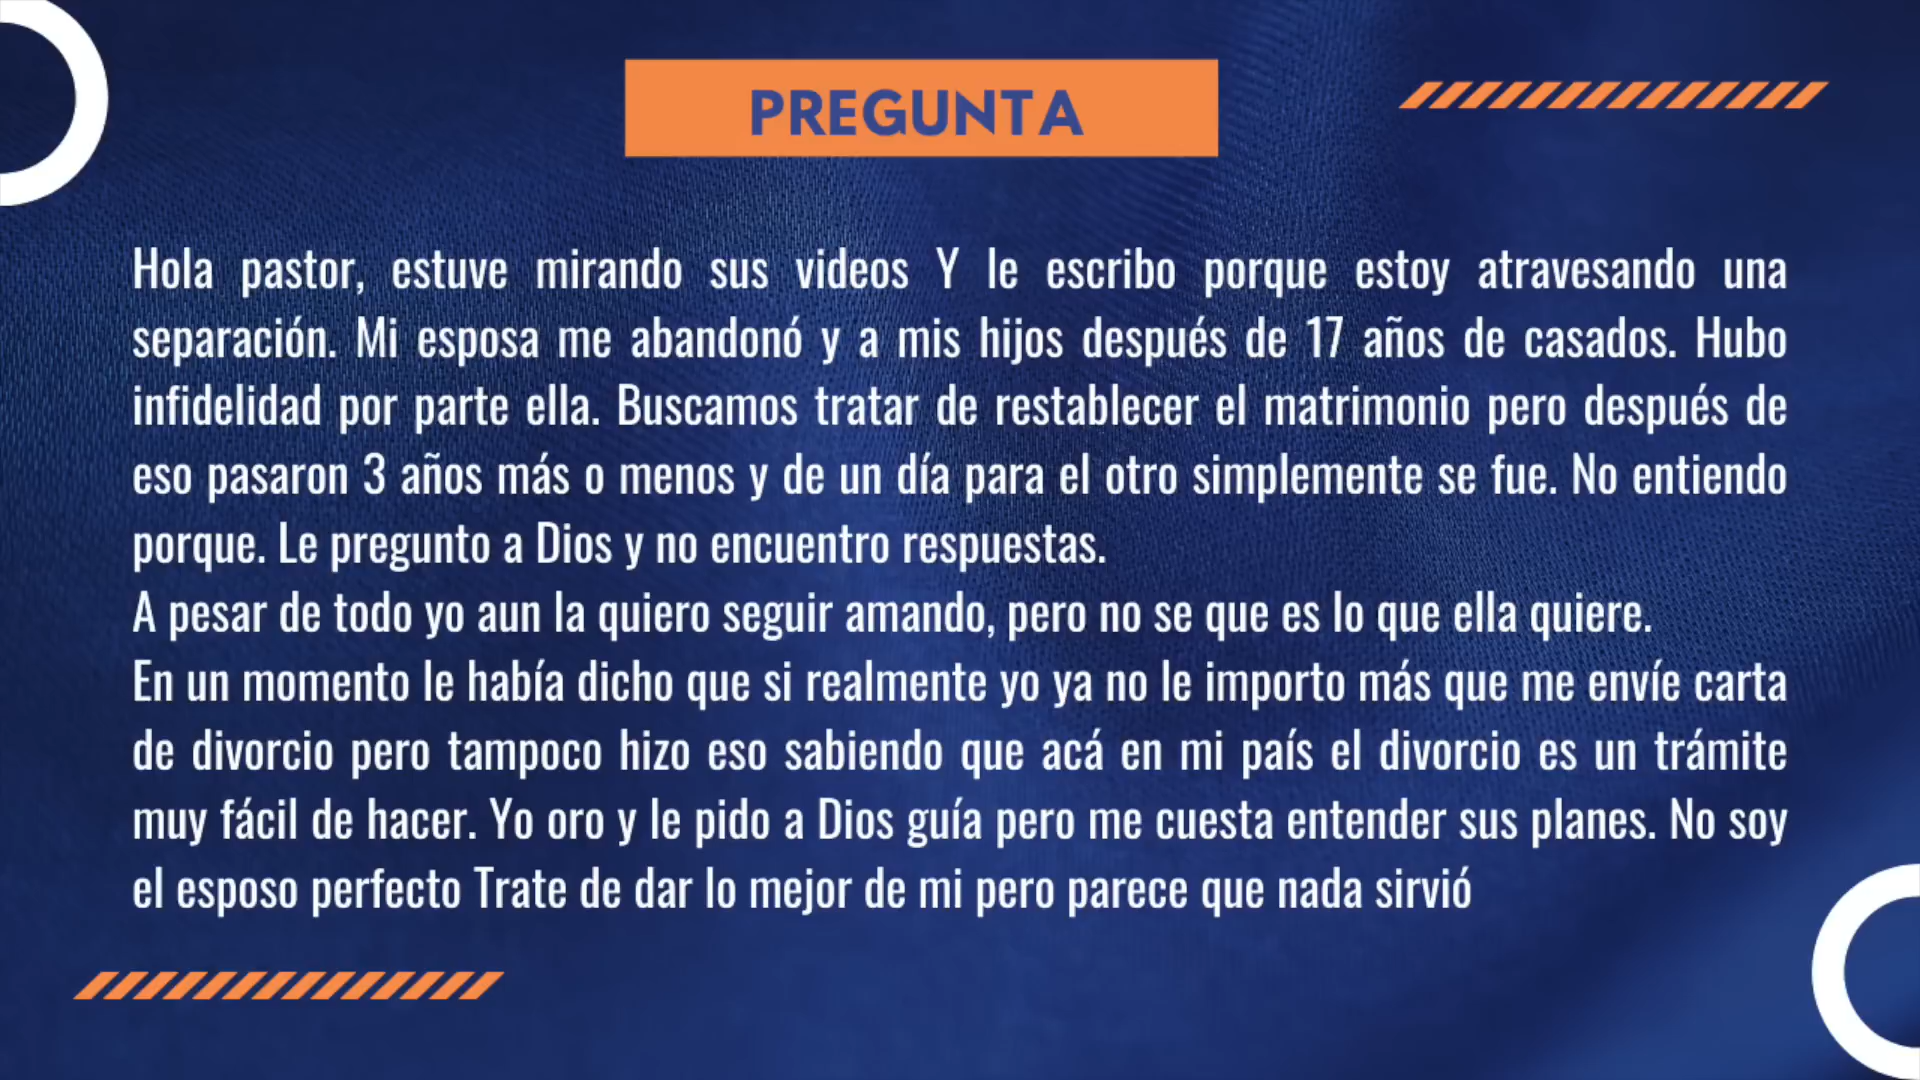 PREGUNTA
Hola pastor, estuve mirando sus videos Y le escribo porque estoy atravesando una
separación. Mi esposa me abandonó y a mis hijos después de 17 años de casados. Hubo
infidelidad por parte ella. Buscamos tratar de restablecer el matrimonio pero después de
eso pasaron 3 años más o menos y de un día para el otro simplemente se fue. No entiendo
porque. Le pregunto a Dios y no encuentro respuestas.
A pesar de todo yo aun la quiero seguir amando, pero no se que es lo que ella quiere.
En un momento le había dicho que si realmente yo ya no le importo más que me envíe carta
de divorcio pero tampoco hizo eso sabiendo que acá en mi país el divorcio es un trámite
muy fácil de hacer. Yo oro y le pido a Dios guía pero me cuesta entender sus planes. No soy
el esposo perfecto Trate de dar lo mejor de mi pero parece que nada sirvió